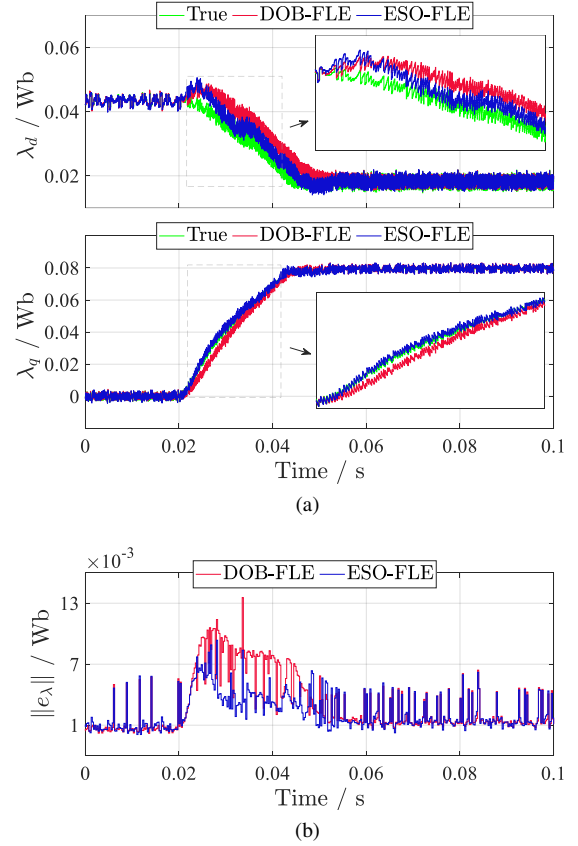 True DOB-FLE ESO-FLE
0.06
0.04
0.02
λd / Wb
True DOB-FLE ESO-FLE
0.08
0.06
0.04
0.02
0
λq / Wb
0 0.02 0.04 0.06 0.08 0.1
Time / s
(a)
×10⁻³
DOB-FLE ESO-FLE
13
7
1
||eλ|| / Wb
0 0.02 0.04 0.06 0.08 0.1
Time / s
(b)